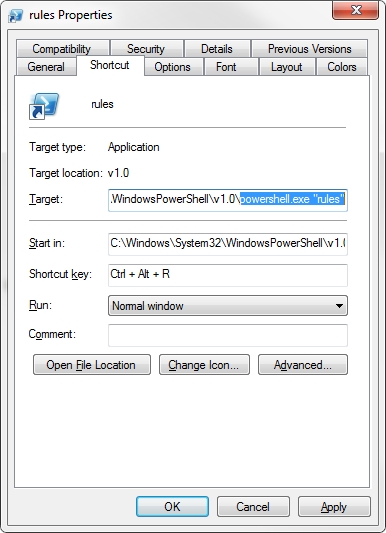 rules Properties
Compatibility Security Details Previous Versions
General Shortcut Options Font Layout Colors
rules
Target type: Application
Target location: v1.0
Target: .WindowsPowerShell\v1.0\powershell.exe "rules"
Start in: C:\Windows\System32\WindowsPowerShell\v1.0
Shortcut key: Ctrl + Alt + R
Run: Normal window
Comment:
Open File Location Change Icon... Advanced...
OK Cancel Apply